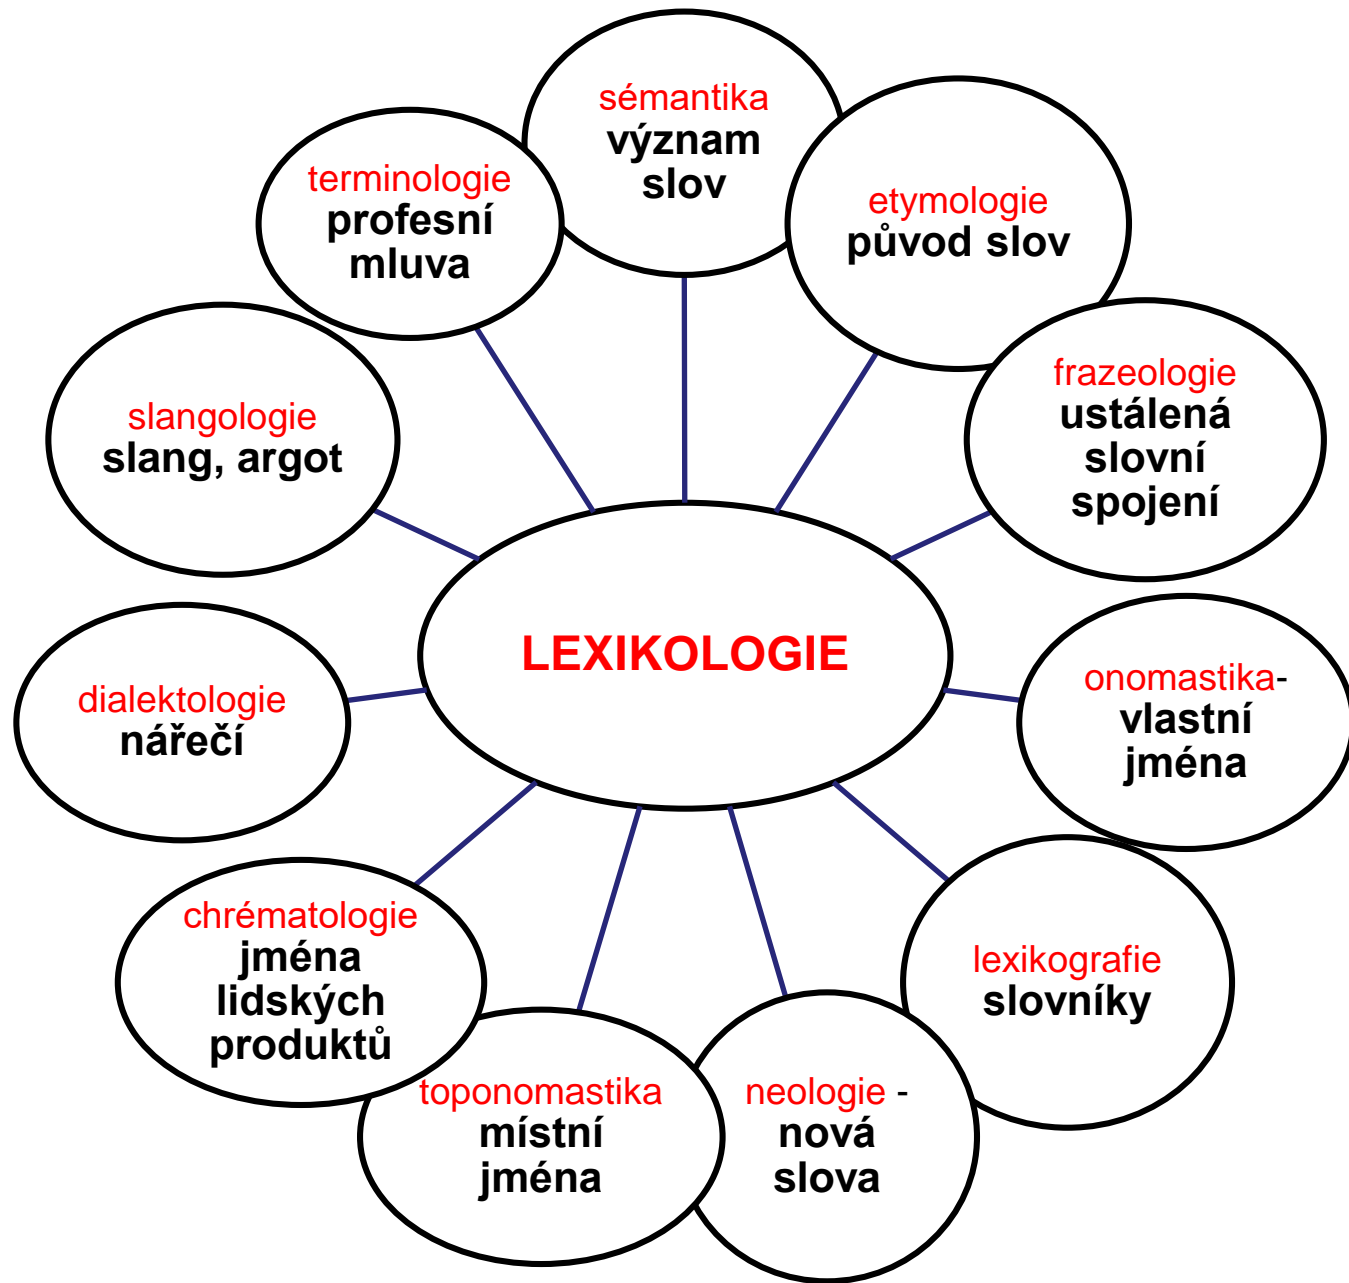 sémantika
význam
slov
etymologie
původ slov
frazeologie
ustálená
slovní
spojení
onomastika-
vlastní
jména
lexikografie
slovníky
neologie -
nová
slova
toponomastika
místní
jména
chrématologie
jména
lidských
produktů
dialektologie
nářečí
slangologie
slang, argot
terminologie
profesní
mluva
LEXIKOLOGIE